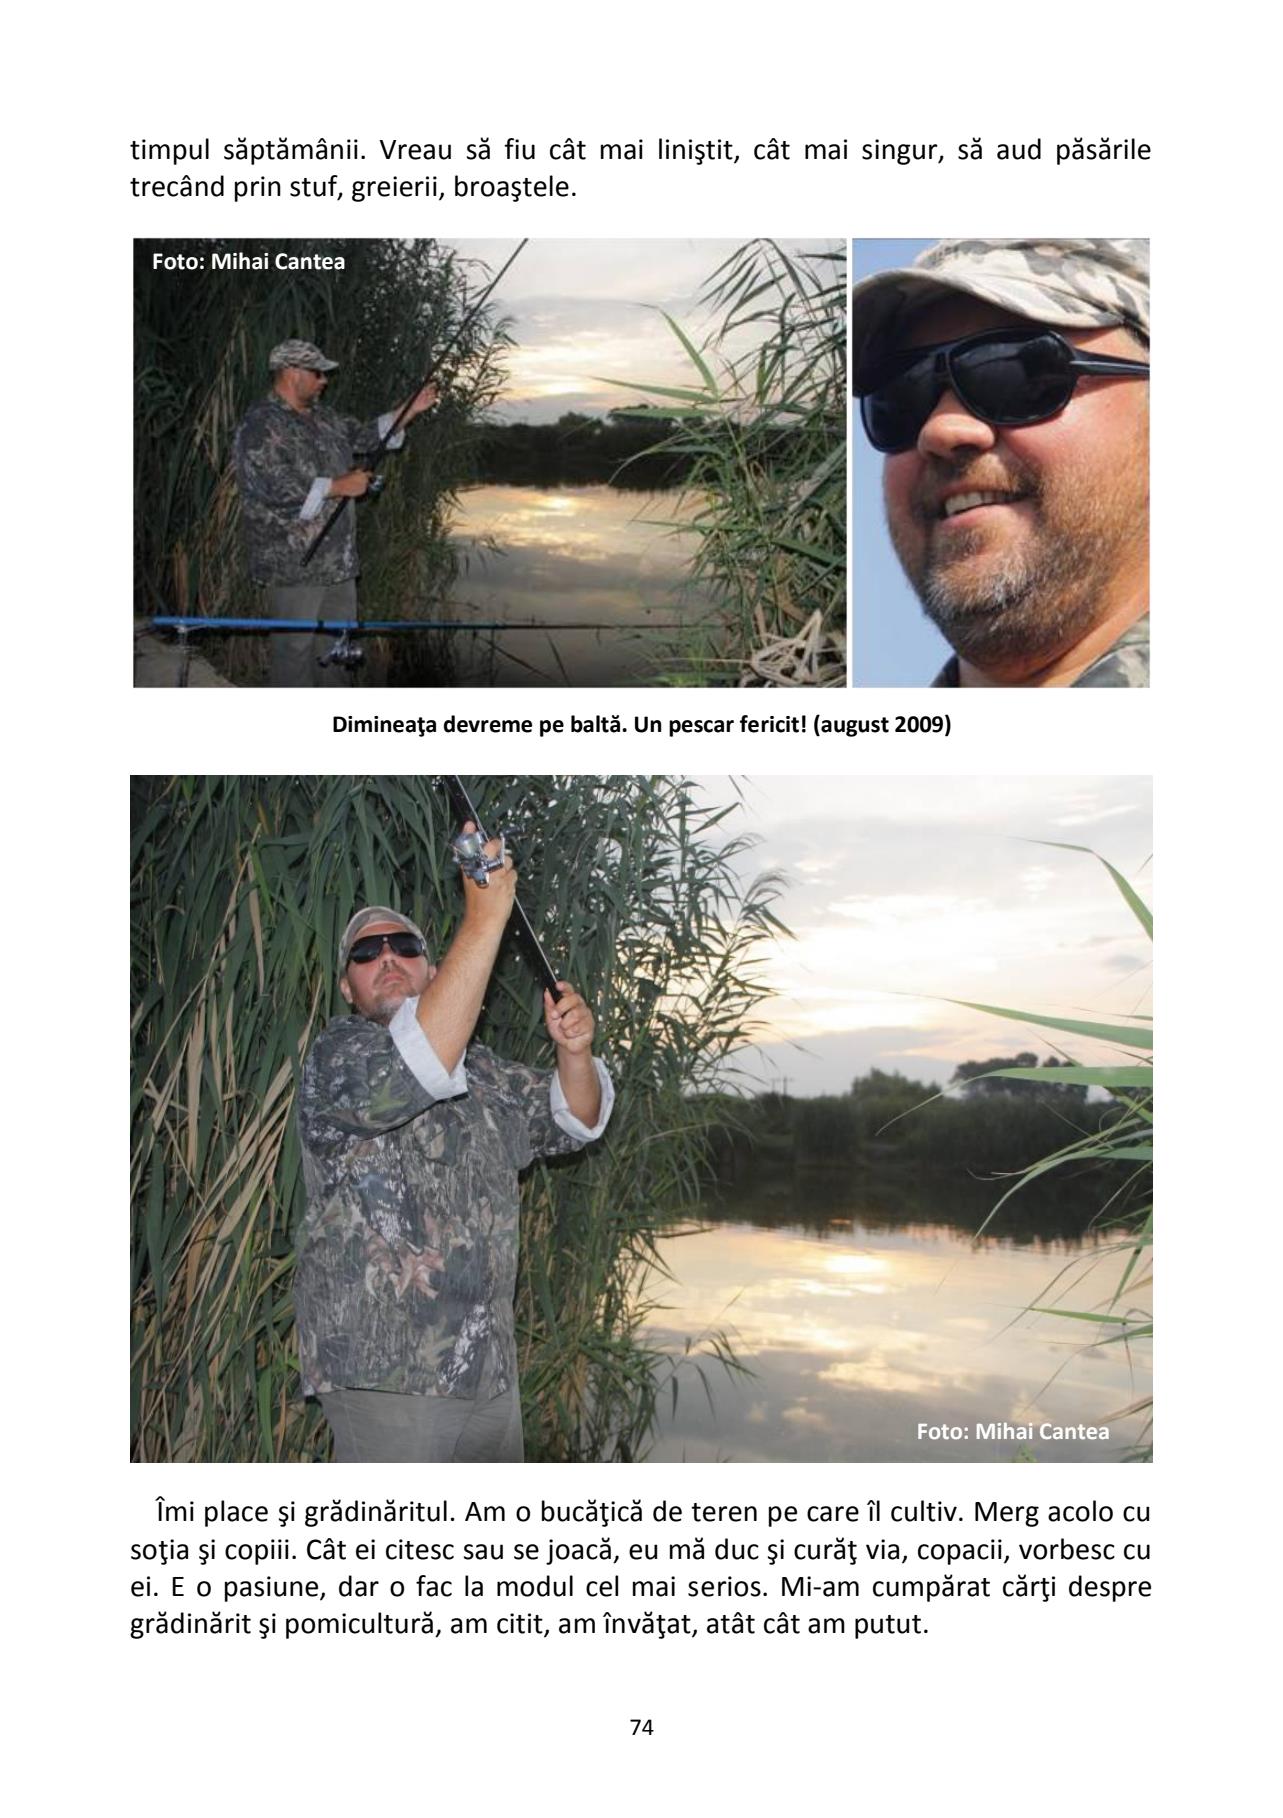 timpul săptămânii. Vreau să fiu cât mai liniştit, cât mai singur, să aud păsările
trecând prin stuf, greierii, broaştele.
Foto: Mihai Cantea
Dimineaţa devreme pe baltă. Un pescar fericit! (august 2009)
Foto: Mihai Cantea
Îmi place şi grădinăritul. Am o bucăţică de teren pe care îl cultiv. Merg acolo cu
soţia şi copiii. Cât ei citesc sau se joacă, eu mă duc şi curăţ via, copacii, vorbesc cu
ei. E o pasiune, dar o fac la modul cel mai serios. Mi-am cumpărat cărţi despre
grădinărit şi pomicultură, am citit, am învăţat, atât cât am putut.
74